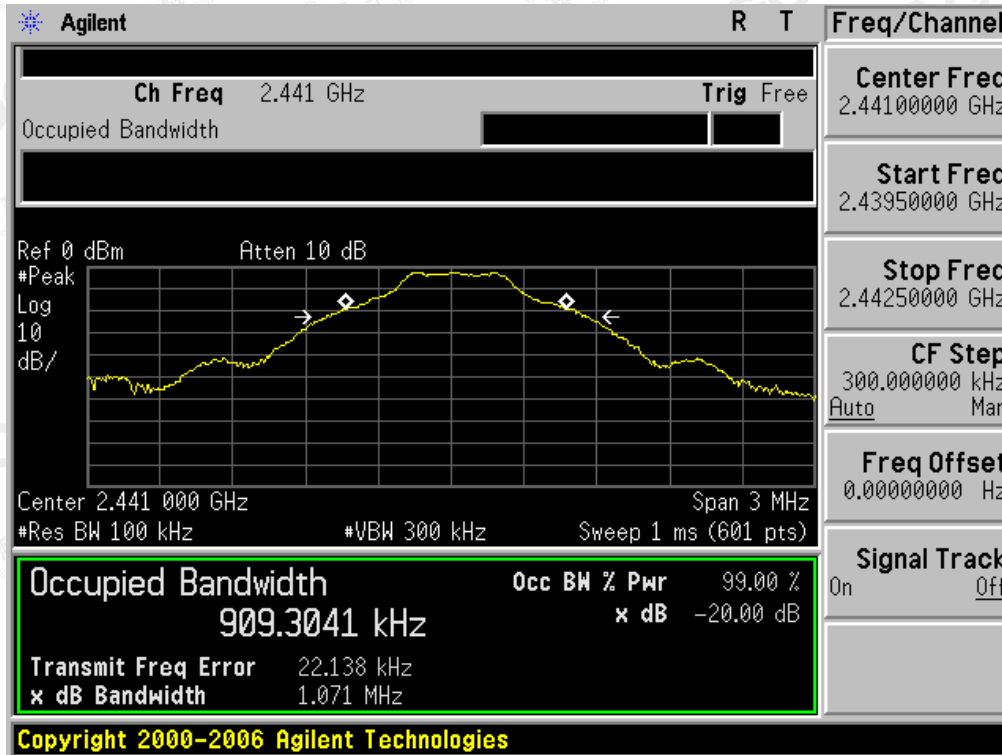 Agilent R T Freq/Channel
Ch Freq 2.441 GHz Trig Free
Occupied Bandwidth
Center Freq
2.44100000 GHz
Start Freq
2.43950000 GHz
Stop Freq
2.44250000 GHz
CF Step
300.000000 kHz
Auto Man
Freq Offset
0.00000000 Hz
Signal Track
On Off
Ref 0 dBm Atten 10 dB
#Peak
Log
10
dB/
Center 2.441 000 GHz Span 3 MHz
#Res BW 100 kHz #VBW 300 kHz Sweep 1 ms (601 pts)
Occupied Bandwidth Occ BW % Pwr 99.00 %
909.3041 kHz x dB -20.00 dB
Transmit Freq Error 22.138 kHz
x dB Bandwidth 1.071 MHz
Copyright 2000-2006 Agilent Technologies